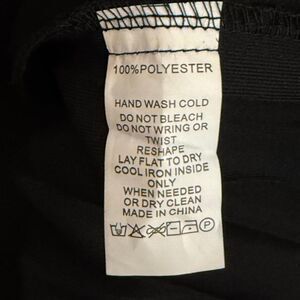 100%POLYESTER
HAND WASH COLD
DO NOT BLEACH
DO NOT WRING OR
TWIST
RESHAPE
LAY FLAT TO DRY
COOL IRON INSIDE
ONLY
WHEN NEEDED
OR DRY CLEAN
MADE IN CHINA
P